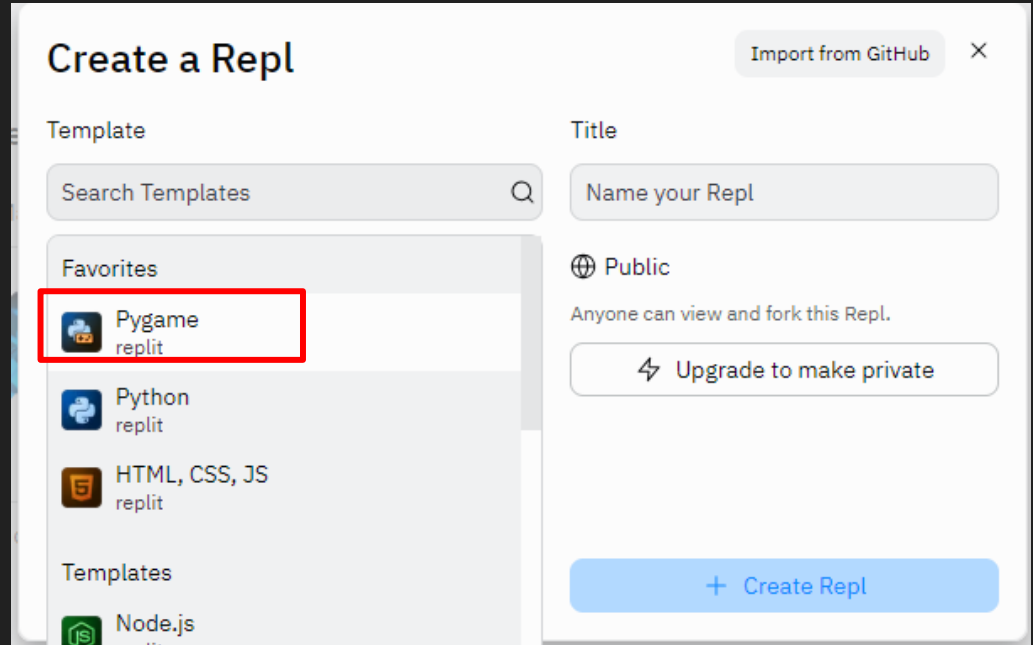 Create a Repl
Import from GitHub
Template
Title
Search Templates
Name your Repl
Favorites
Pygame
replit
Python
replit
HTML, CSS, JS
replit
Templates
Node.js
Public
Anyone can view and fork this Repl.
Upgrade to make private
Create Repl